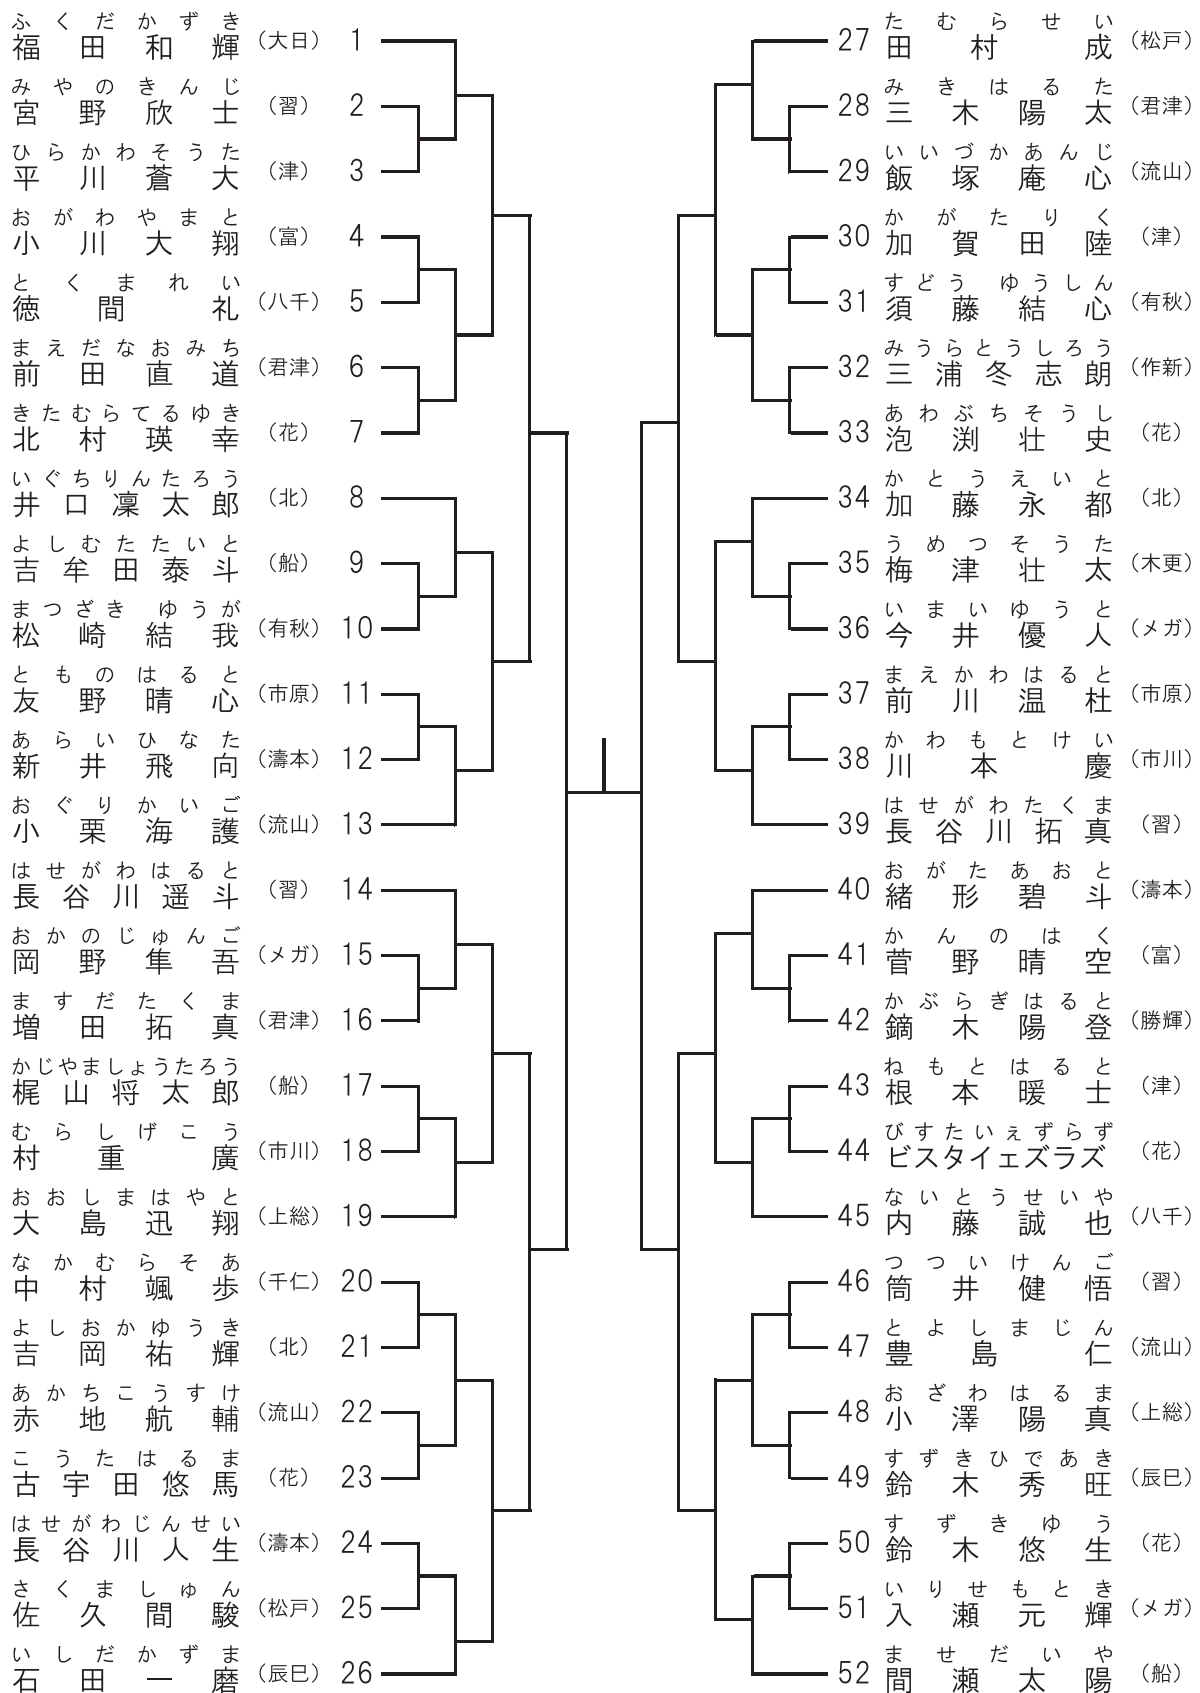 ふくだかずき
福田和輝 (大日) 1
みやのきんじ
宮野欣士 (習) 2
ひらかわそうた
平川蒼大 (津) 3
おがわやまと
小川大翔 (富) 4
とくまれい
徳間礼 (八千) 5
まえだなおみち
前田直道 (君津) 6
きたむらてるゆき
北村瑛幸 (花) 7
いぐちりんたろう
井口凜太郎 (北) 8
よしむたたいと
吉牟田泰斗 (船) 9
まつざき ゆうが
松崎結我 (有秋) 10
とものはると
友野晴心 (市原) 11
あらいひなた
新井飛向 (濤本) 12
おぐりかいご
小栗海護 (流山) 13
はせがわはると
長谷川遥斗 (習) 14
おかのじゅんご
岡野隼吾 (メガ) 15
ますだたくま
増田拓真 (君津) 16
かじやましょうたろう
梶山将太郎 (船) 17
むらしげこう
村重廣 (市川) 18
おおしまはやと
大島迅翔 (上総) 19
なかむらそあ
中村颯歩 (千仁) 20
よしおかゆうき
吉岡祐輝 (北) 21
あかちこうすけ
赤地航輔 (流山) 22
こうたはるま
古宇田悠馬 (花) 23
はせがわじんせい
長谷川人生 (濤本) 24
さくましゅん
佐久間駿 (松戸) 25
いしだかずま
石田一磨 (辰巳) 26
たむらせい
27 田村成 (松戸)
みきはるた
28 三木陽太 (君津)
いいづかあんじ
29 飯塚庵心 (流山)
かがたりく
30 加賀田陸 (津)
すどう ゆうしん
31 須藤結心 (有秋)
みうらとうしろう
32 三浦冬志朗 (作新)
あわぶちそうし
33 泡渕壮史 (花)
かとうえいと
34 加藤永都 (北)
うめつそうた
35 梅津壮太 (木更)
いまいゆうと
36 今井優人 (メガ)
まえかわはると
37 前川温杜 (市原)
かわもとけい
38 川本慶 (市川)
はせがわたくま
39 長谷川拓真 (習)
おがたあおと
40 緒形碧斗 (濤本)
かんのはく
41 菅野晴空 (富)
かぶらぎはると
42 鏑木陽登 (勝輝)
ねもとはると
43 根本暖士 (津)
びすたいぇずらず
44 ビスタイェズラズ (花)
ないとうせいや
45 内藤誠也 (八千)
つついけんご
46 筒井健悟 (習)
とよしまじん
47 豊島仁 (流山)
おざわはるま
48 小澤陽真 (上総)
すずきひであき
49 鈴木秀旺 (辰巳)
すずきゆう
50 鈴木悠生 (花)
いりせもとき
51 入瀬元輝 (メガ)
ませだいや
52 間瀬太陽 (船)